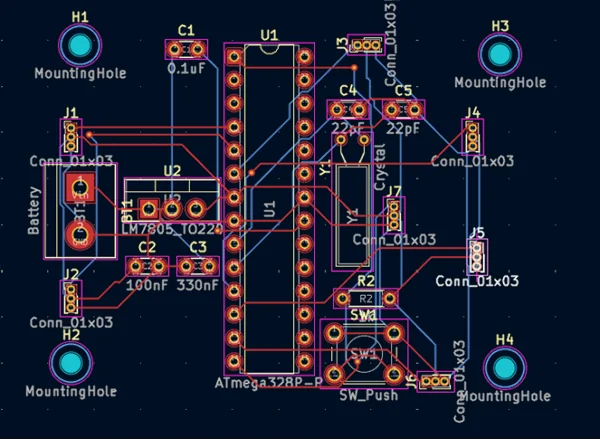 H1
MountingHole
C1
0.1uF
U1
J3
Conn_01x03
H3
MountingHole
C4
C5
22pF
22pF
J1
Conn_01x03
J4
Conn_01x03
Crystal
Y1
Y1
U2
U2
BT1
LM7805_TO220
Battery
U1
J7
Conn_01x03
J5
Conn_01x03
C2
C3
100nF
330nF
J2
Conn_01x03
R2
R2
SW1
SW1
SW_Push
H2
MountingHole
ATmega328P-P
J6
Conn_01x03
H4
MountingHole